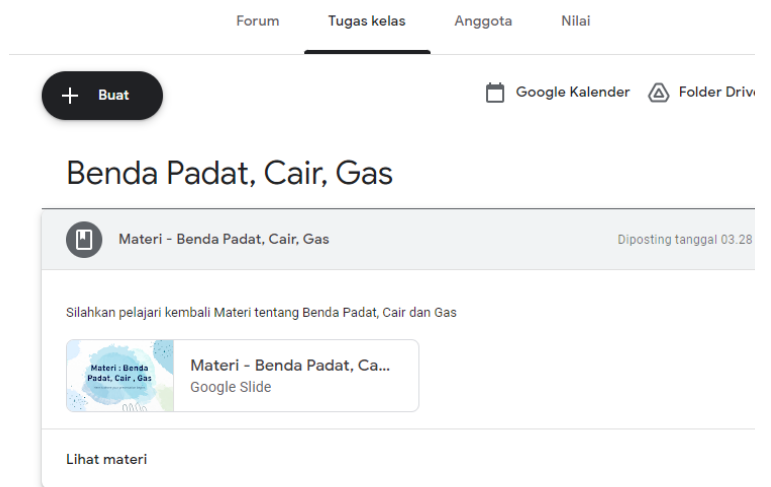 Forum Tugas kelas Anggota Nilai
Buat Google Kalender Folder
Benda Padat, Cair, Gas
Materi - Benda Padat, Cair, Gas Diposting tanggal 03.28
Silahkan pelajari kembali Materi tentang Benda Padat, Cair dan Gas
Materi : Benda
Padat, Cair , Gas
Materi - Benda Padat, Ca...
Google Slide
Lihat materi